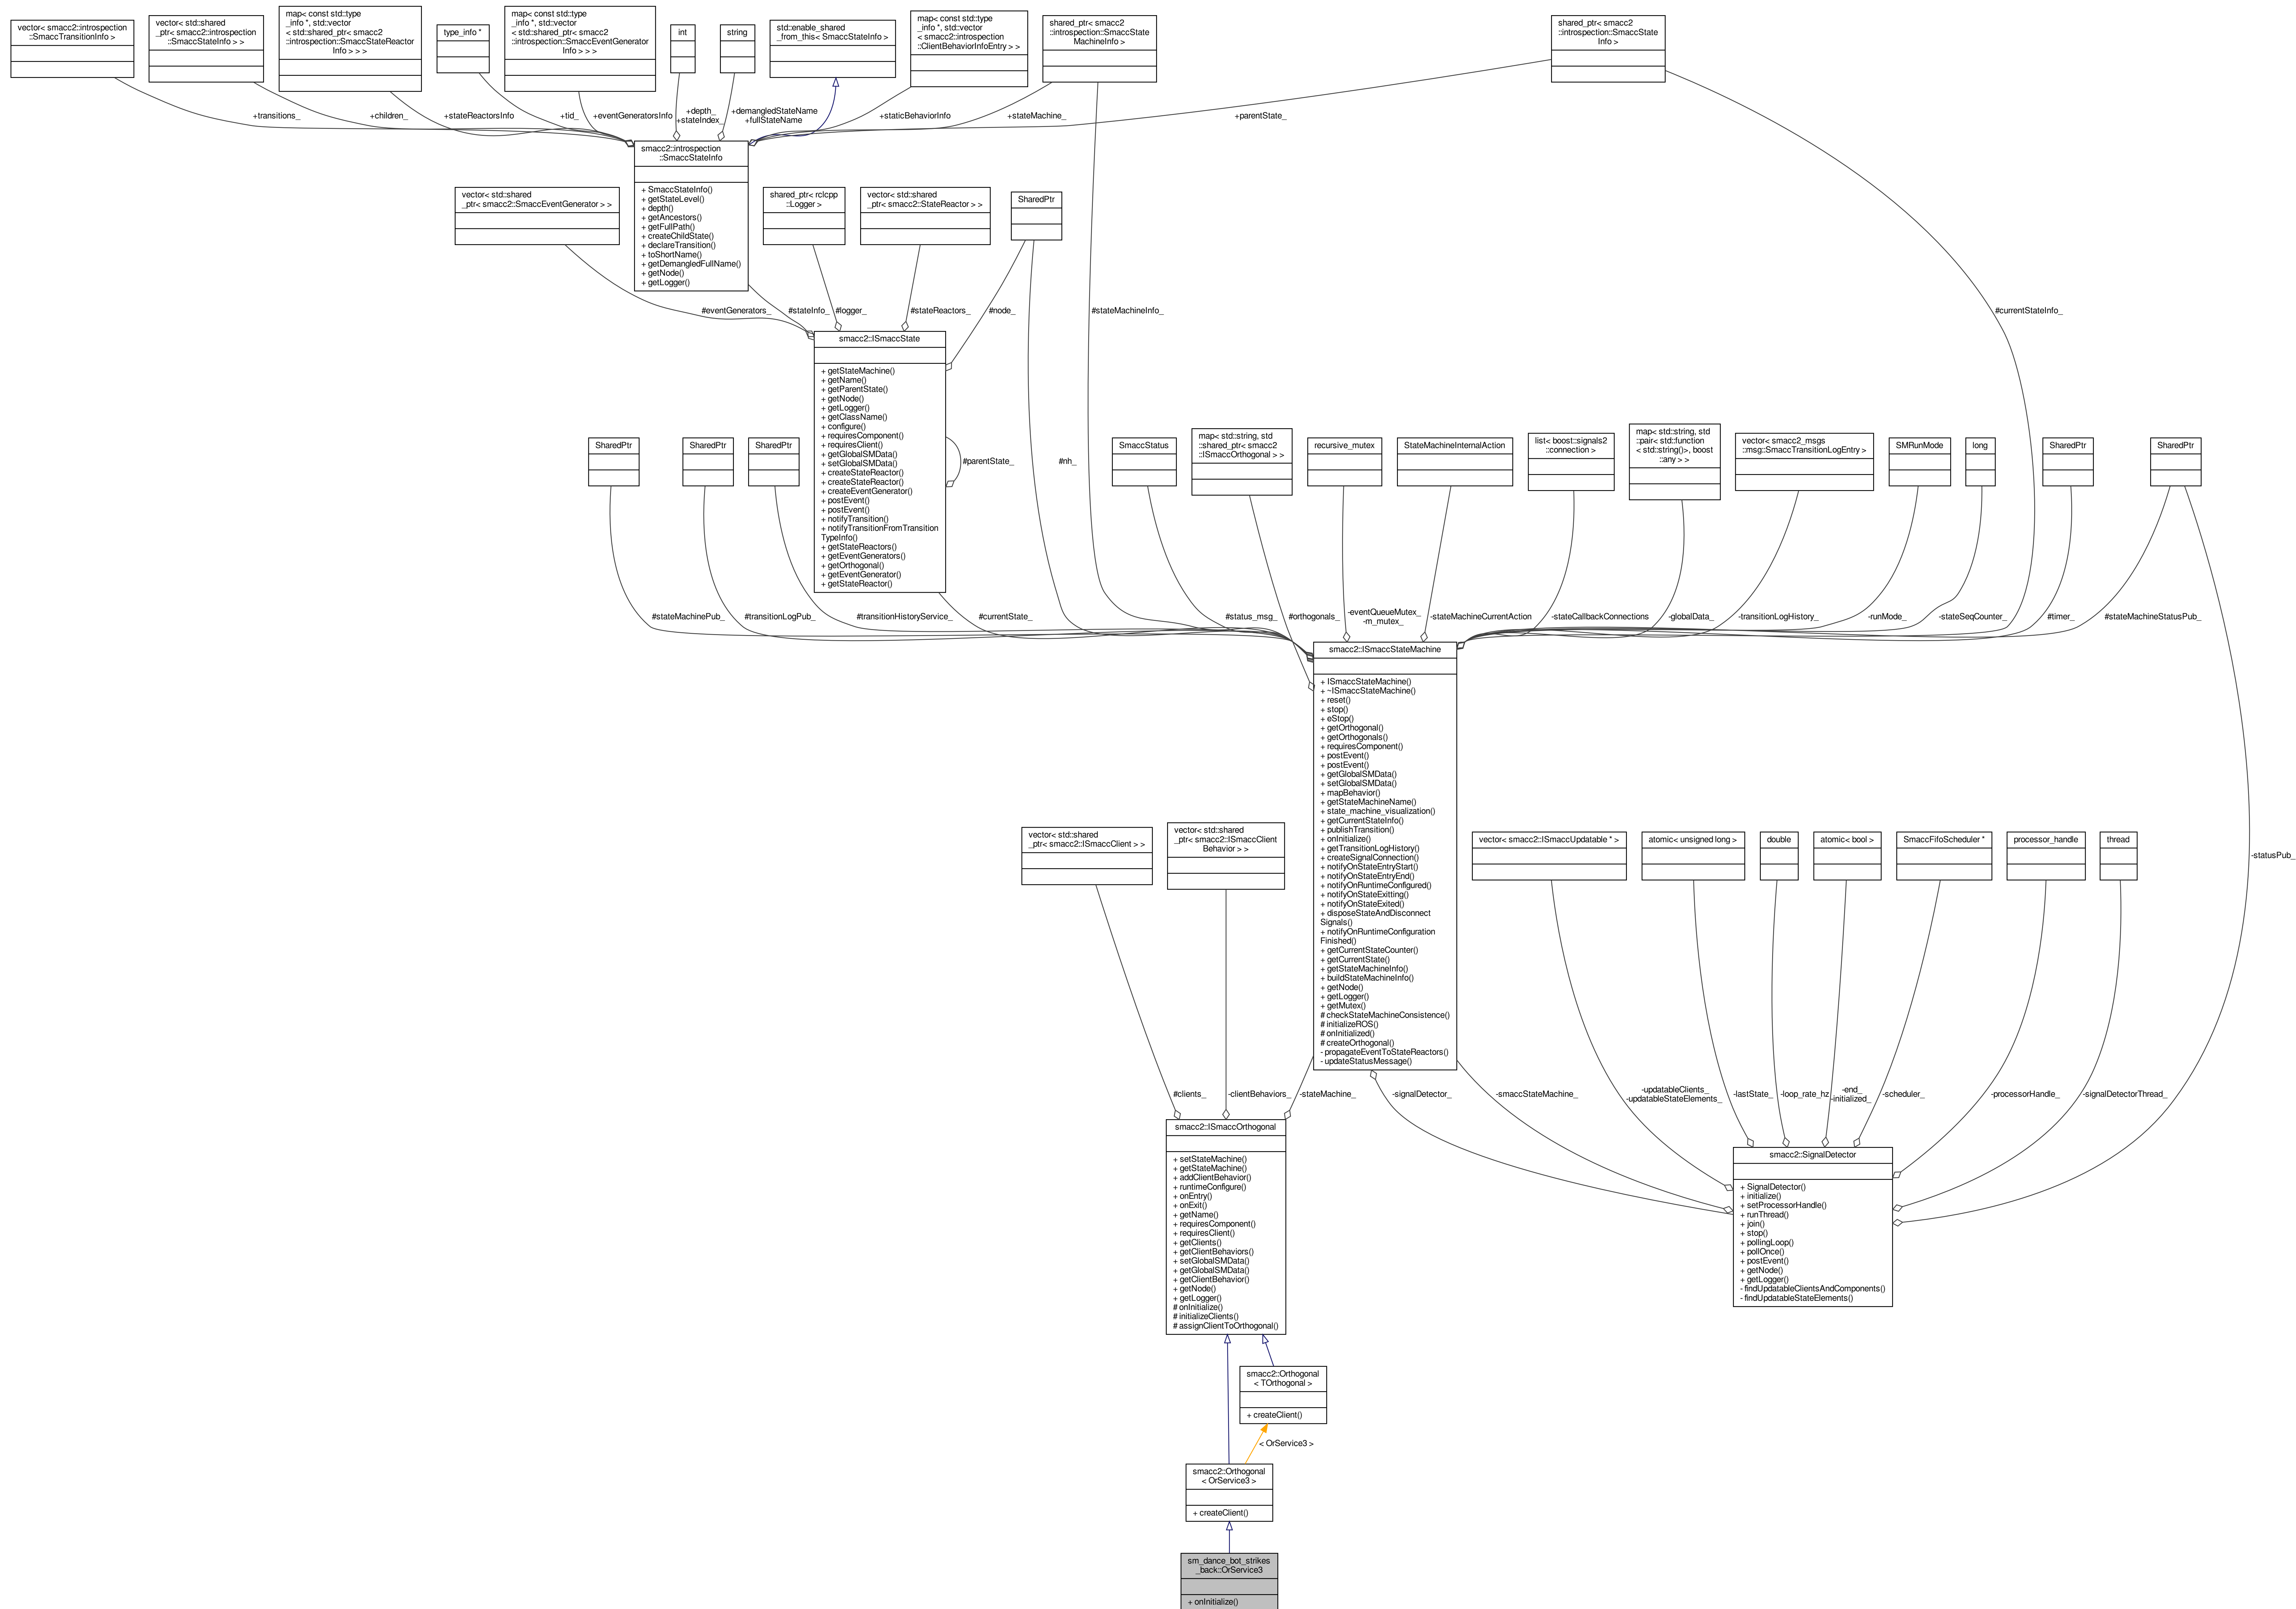 vector< smacc2::introspection
::SmaccTransitionInfo >
vector< std::shared
_ptr< smacc2::introspection
::SmaccStateInfo > >
map< const std::type
_info *, std::vector
< std::shared_ptr< smacc2
::introspection::SmaccStateReactor
Info > > >
type_info *
map< const std::type
_info *, std::vector
< std::shared_ptr< smacc2
::introspection::SmaccEventGenerator
Info > > >
int
string
std::enable_shared
_from_this< SmaccStateInfo >
map< const std::type
_info *, std::vector
< smacc2::introspection
::ClientBehaviorInfoEntry > >
shared_ptr< smacc2
::introspection::SmaccState
MachineInfo >
shared_ptr< smacc2
::introspection::SmaccState
Info >
+transitions_
+children_
+stateReactorsInfo
+tid_
+eventGeneratorsInfo
+depth_
+stateIndex_
+demangledStateName
+fullStateName
+staticBehaviorInfo
+stateMachine_
+parentState_
smacc2::introspection
::SmaccStateInfo
+ SmaccStateInfo()
+ getStateLevel()
+ depth()
+ getAncestors()
+ getFullPath()
+ createChildState()
+ declareTransition()
+ toShortName()
+ getDemangledFullName()
+ getNode()
+ getLogger()
vector< std::shared
_ptr< smacc2::SmaccEventGenerator > >
shared_ptr< rclcpp
::Logger >
vector< std::shared
_ptr< smacc2::StateReactor > >
SharedPtr
#eventGenerators_
#stateInfo_
#logger_
#stateReactors_
#node_
#stateMachineInfo_
#currentStateInfo_
smacc2::ISmaccState
+ getStateMachine()
+ getName()
+ getParentState()
+ getNode()
+ getLogger()
+ getClassName()
+ configure()
+ requiresComponent()
+ requiresClient()
+ getGlobalSMData()
+ setGlobalSMData()
+ createStateReactor()
+ createStateReactor()
+ createEventGenerator()
+ postEvent()
+ postEvent()
+ notifyTransition()
+ notifyTransitionFromTransition
TypeInfo()
+ getStateReactors()
+ getEventGenerators()
+ getOrthogonal()
+ getEventGenerator()
+ getStateReactor()
#parentState_
#nh_
SharedPtr
SharedPtr
SharedPtr
SmaccStatus
map< std::string, std
::shared_ptr< smacc2
::ISmaccOrthogonal > >
recursive_mutex
StateMachineInternalAction
list< boost::signals2
::connection >
map< std::string, std
::pair< std::function
< std::string()>, boost
::any > >
vector< smacc2_msgs
::msg::SmaccTransitionLogEntry >
SMRunMode
long
SharedPtr
SharedPtr
#stateMachinePub_
#transitionLogPub_
#transitionHistoryService_
#currentState_
#status_msg_
#orthogonals_
-eventQueueMutex_
-m_mutex_
-stateMachineCurrentAction
-stateCallbackConnections
-globalData_
-transitionLogHistory_
-runMode_
-stateSeqCounter_
#timer_
#stateMachineStatusPub_
smacc2::ISmaccStateMachine
+ ISmaccStateMachine()
+ ~ISmaccStateMachine()
+ reset()
+ stop()
+ eStop()
+ getOrthogonal()
+ getOrthogonals()
+ requiresComponent()
+ postEvent()
+ postEvent()
+ getGlobalSMData()
+ setGlobalSMData()
+ mapBehavior()
+ getStateMachineName()
+ state_machine_visualization()
+ getCurrentStateInfo()
+ publishTransition()
+ onInitialize()
+ getTransitionLogHistory()
+ createSignalConnection()
+ notifyOnStateEntryStart()
+ notifyOnStateEntryEnd()
+ notifyOnRuntimeConfigured()
+ notifyOnStateExitting()
+ notifyOnStateExited()
+ disposeStateAndDisconnect
Signals()
+ notifyOnRuntimeConfiguration
Finished()
+ getCurrentStateCounter()
+ getCurrentState()
+ getStateMachineInfo()
+ buildStateMachineInfo()
+ getNode()
+ getLogger()
+ getMutex()
# checkStateMachineConsistence()
# initializeROS()
# onInitialized()
# createOrthogonal()
- propagateEventToStateReactors()
- updateStatusMessage()
vector< std::shared
_ptr< smacc2::ISmaccClient > >
vector< std::shared
_ptr< smacc2::ISmaccClient
Behavior > >
vector< smacc2::ISmaccUpdatable * >
atomic< unsigned long >
double
atomic< bool >
SmaccFifoScheduler *
processor_handle
thread
-statusPub_
#clients_
-clientBehaviors_
-stateMachine_
-signalDetector_
-smaccStateMachine_
-updatableClients_
-updatableStateElements_
-lastState_
-loop_rate_hz
-end_
-initialized_
-scheduler_
-processorHandle_
-signalDetectorThread_
smacc2::ISmaccOrthogonal
+ setStateMachine()
+ getStateMachine()
+ addClientBehavior()
+ runtimeConfigure()
+ onEntry()
+ onExit()
+ getName()
+ requiresComponent()
+ requiresClient()
+ getClients()
+ getClientBehaviors()
+ setGlobalSMData()
+ getGlobalSMData()
+ getClientBehavior()
+ getNode()
+ getLogger()
# onInitialize()
# initializeClients()
# assignClientToOrthogonal()
smacc2::SignalDetector
+ SignalDetector()
+ initialize()
+ setProcessorHandle()
+ runThread()
+ join()
+ stop()
+ pollingLoop()
+ pollOnce()
+ postEvent()
+ getNode()
+ getLogger()
- findUpdatableClientsAndComponents()
- findUpdatableStateElements()
smacc2::Orthogonal
< TOrthogonal >
+ createClient()
< OrService3 >
smacc2::Orthogonal
< OrService3 >
+ createClient()
sm_dance_bot_strikes
_back::OrService3
+ onInitialize()